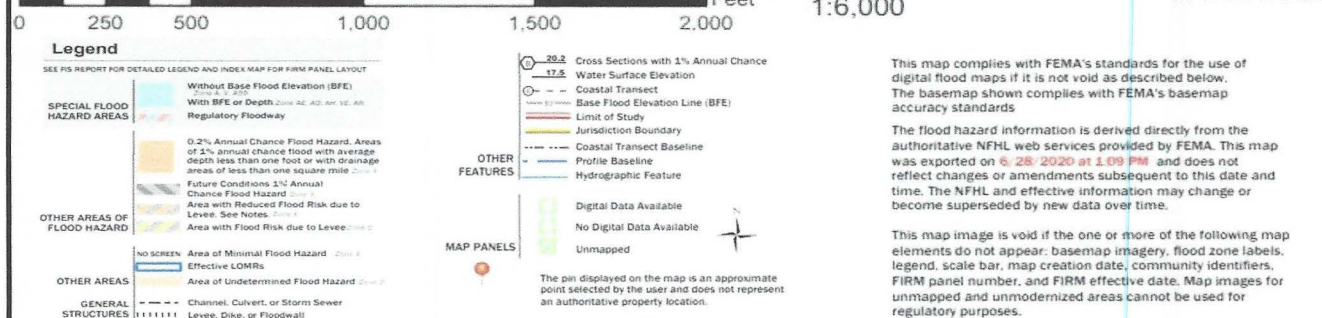 Feet
0 250 500 1,000 1,500 2,000
1:6,000
Legend
SEE FIS REPORT FOR DETAILED LEGEND AND INDEX MAP FOR FIRM PANEL LAYOUT
SPECIAL FLOOD
HAZARD AREAS
Without Base Flood Elevation (BFE)
Zone A, V, A99
With BFE or Depth Zone AE, AO, AH, VE, AR
Regulatory Floodway
OTHER AREAS OF
FLOOD HAZARD
0.2% Annual Chance Flood Hazard, Areas
of 1% annual chance flood with average
depth less than one foot or with drainage
areas of less than one square mile Zone X
Future Conditions 1% Annual
Chance Flood Hazard Zone X
Area with Reduced Flood Risk due to
Levee. See Notes. Zone X
Area with Flood Risk due to Levee Zone D
OTHER AREAS
NO SCREEN Area of Minimal Flood Hazard Zone X
Effective LOMRs
Area of Undetermined Flood Hazard Zone D
GENERAL
STRUCTURES
Channel, Culvert, or Storm Sewer
Levee, Dike, or Floodwall
OTHER
FEATURES
B 20.2 Cross Sections with 1% Annual Chance
17.5 Water Surface Elevation
Coastal Transect
Base Flood Elevation Line (BFE)
Limit of Study
Jurisdiction Boundary
Coastal Transect Baseline
Profile Baseline
Hydrographic Feature
MAP PANELS
Digital Data Available
No Digital Data Available
Unmapped
N
The pin displayed on the map is an approximate
point selected by the user and does not represent
an authoritative property location.
This map complies with FEMA's standards for the use of
digital flood maps if it is not void as described below.
The basemap shown complies with FEMA's basemap
accuracy standards
The flood hazard information is derived directly from the
authoritative NFHL web services provided by FEMA. This map
was exported on 6/28/2020 at 1:09 PM and does not
reflect changes or amendments subsequent to this date and
time. The NFHL and effective information may change or
become superseded by new data over time.
This map image is void if the one or more of the following map
elements do not appear: basemap imagery, flood zone labels,
legend, scale bar, map creation date, community identifiers,
FIRM panel number, and FIRM effective date. Map images for
unmapped and unmodernized areas cannot be used for
regulatory purposes.